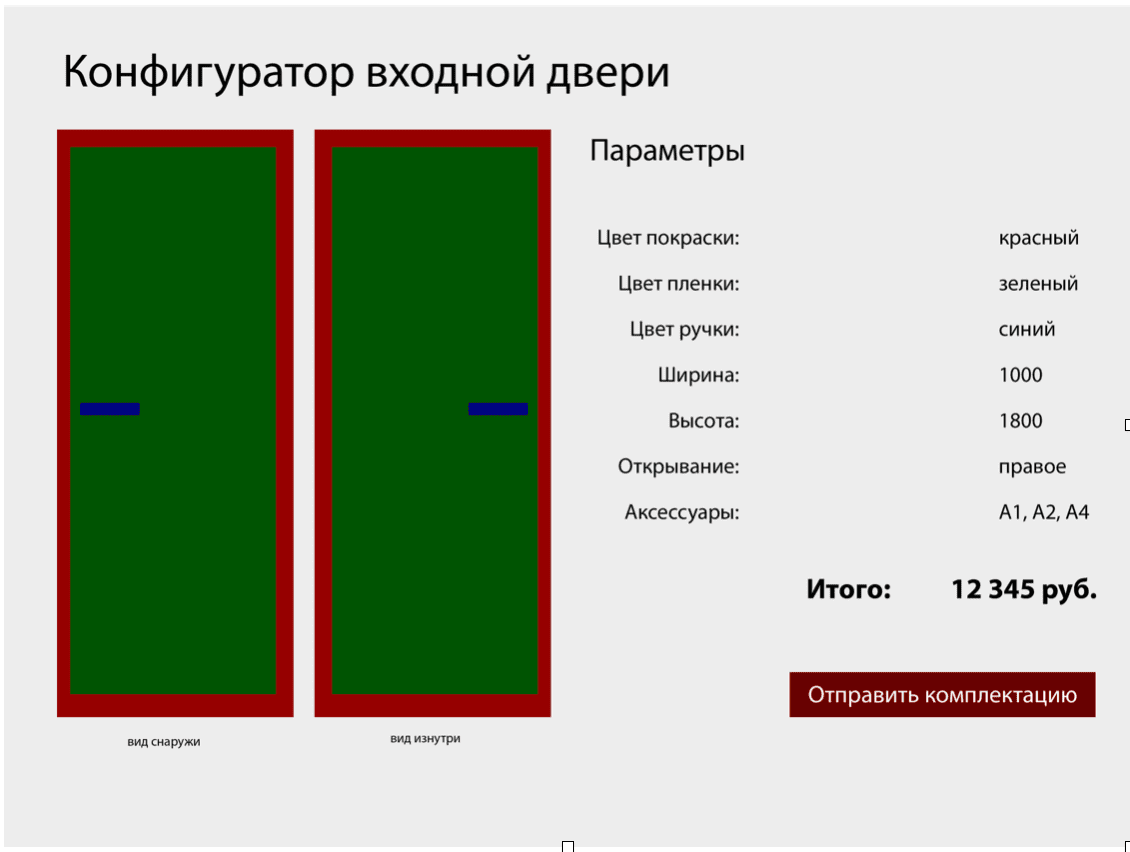 Конфигуратор входной двери
Параметры
Цвет покраски: красный
Цвет пленки: зеленый
Цвет ручки: синий
Ширина: 1000
Высота: 1800
Открывание: правое
Аксессуары: А1, А2, А4
Итого: 12 345 руб.
Отправить комплектацию
вид снаружи
вид изнутри